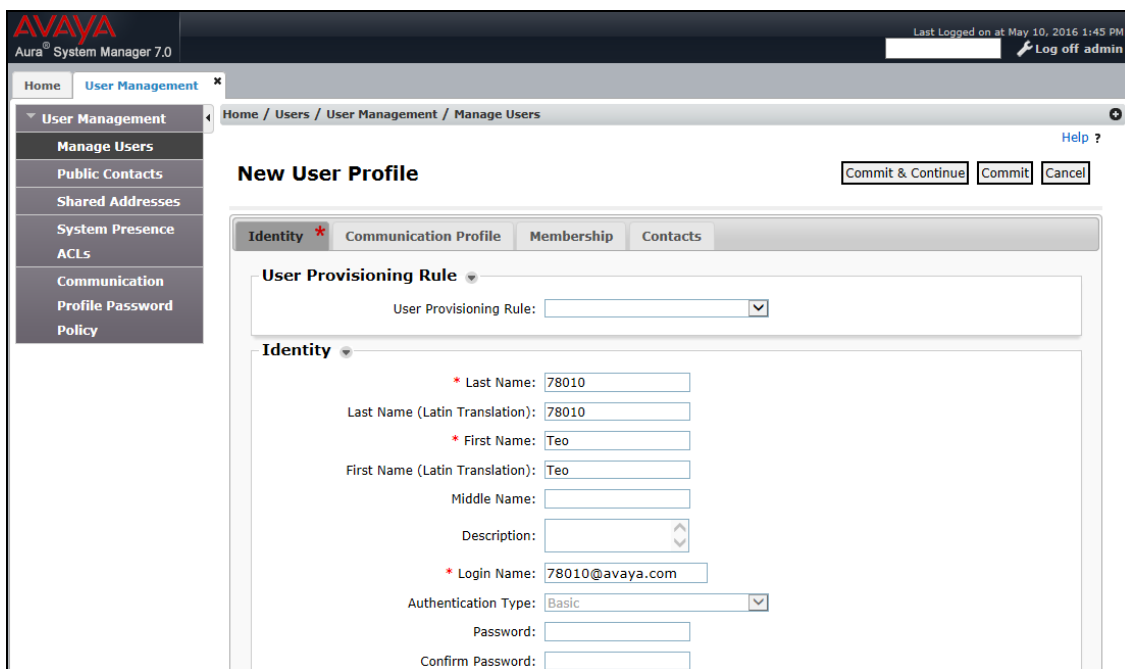 AVAYA
Aura® System Manager 7.0
Last Logged on at May 10, 2016 1:45 PM
Log off admin
Home
User Management ×
User Management
Home / Users / User Management / Manage Users
Help ?
Manage Users
Public Contacts
Shared Addresses
System Presence
ACLs
Communication
Profile Password
Policy
New User Profile
Commit & Continue
Commit
Cancel
Identity *
Communication Profile
Membership
Contacts
User Provisioning Rule
User Provisioning Rule:
Identity
* Last Name: 78010
Last Name (Latin Translation): 78010
* First Name: Teo
First Name (Latin Translation): Teo
Middle Name:
Description:
* Login Name: 78010@avaya.com
Authentication Type: Basic
Password:
Confirm Password: